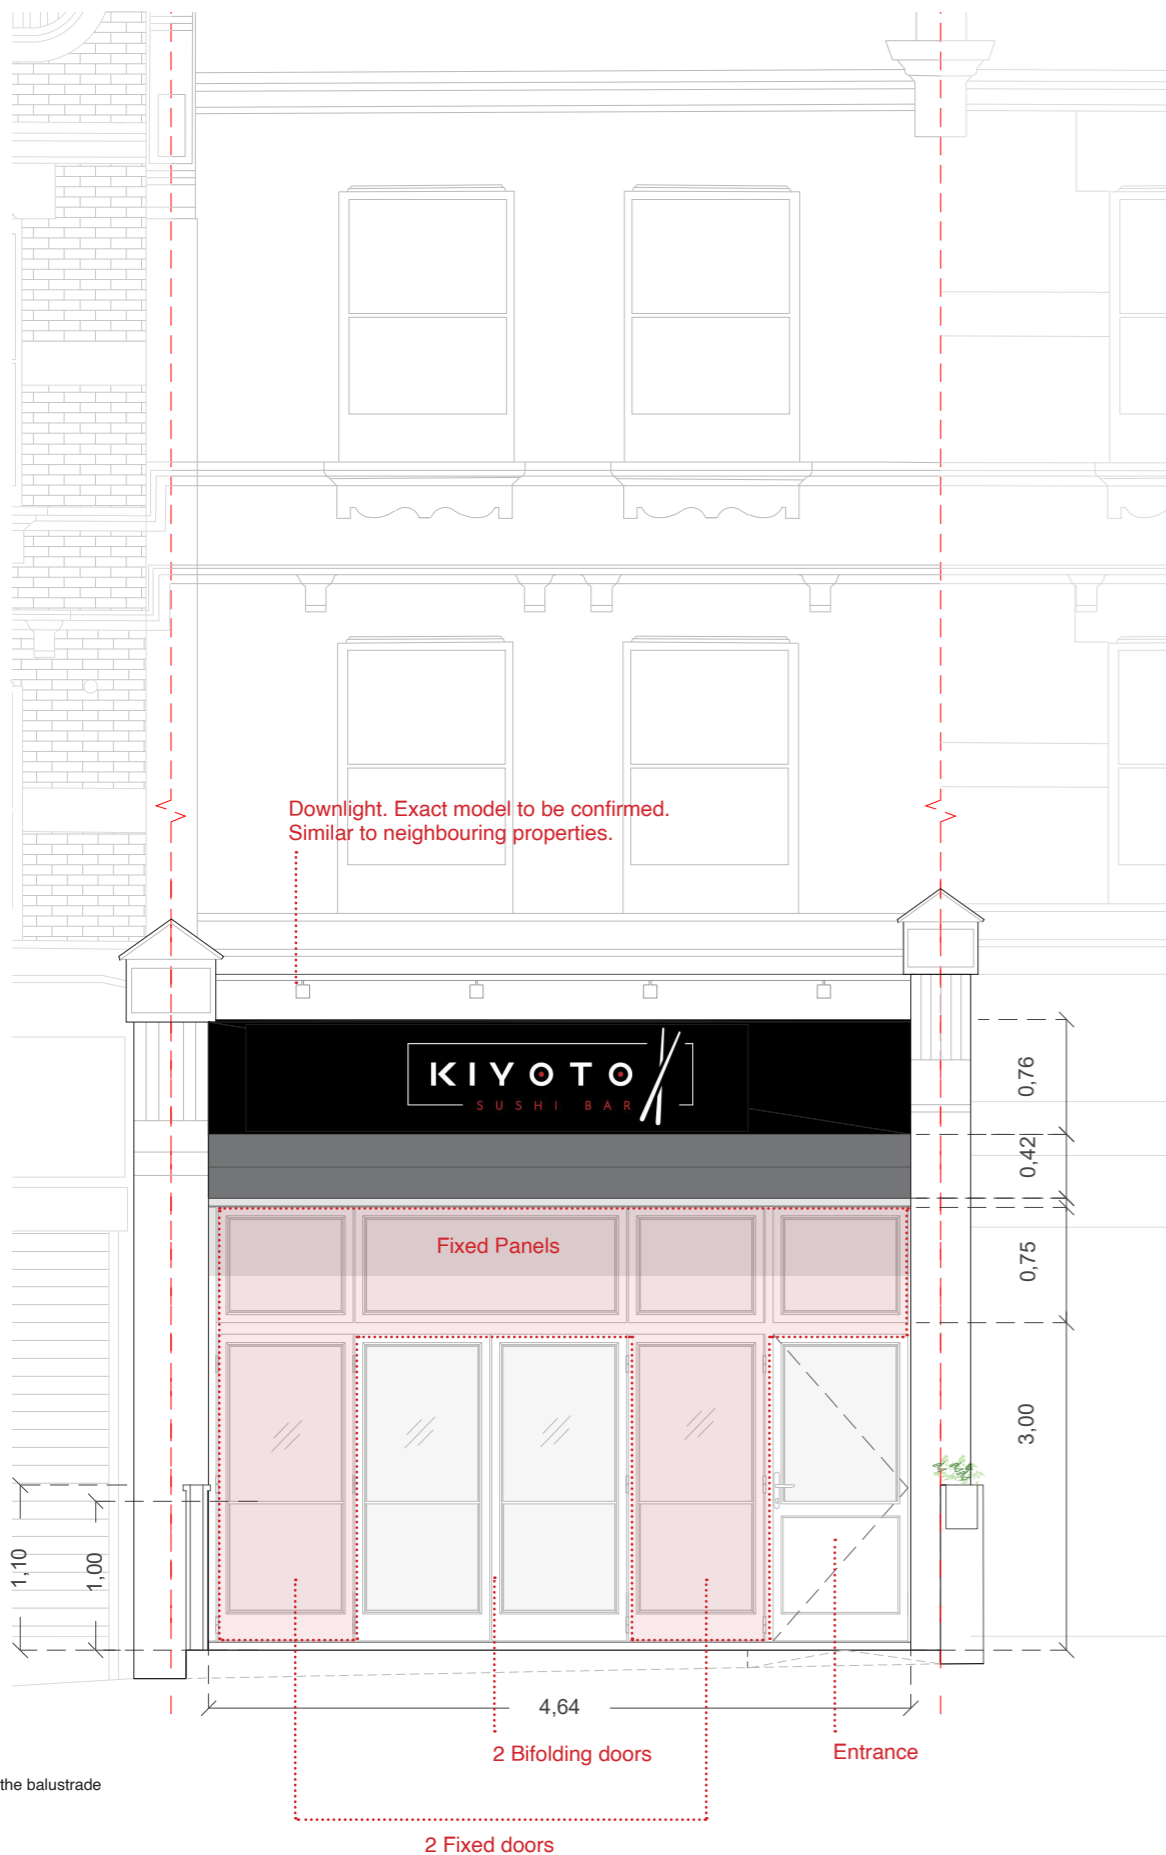 Downlight. Exact model to be confirmed.
Similar to neighbouring properties.
KIYOTO
SUSHI BAR
0,76
0,42
Fixed Panels
0,75
3,00
1,10
1,00
4,64
2 Bifolding doors
Entrance
the balustrade
2 Fixed doors